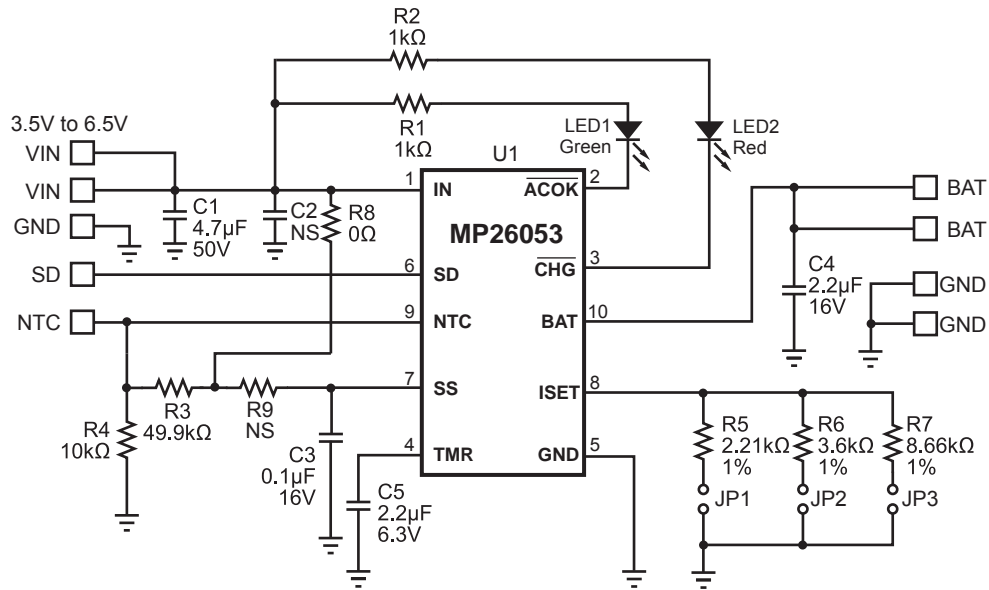 R2
1kΩ
R1
1kΩ
LED1
Green
LED2
Red
3.5V to 6.5V
VIN
VIN
GND
SD
NTC
C1
4.7µF
50V
C2
NS
R8
0Ω
U1
MP26053
1
IN
2
ACOK
6
SD
3
CHG
9
NTC
10
BAT
7
SS
8
ISET
4
TMR
5
GND
BAT
BAT
GND
GND
C4
2.2µF
16V
R3
49.9kΩ
R9
NS
R4
10kΩ
C3
0.1µF
16V
C5
2.2µF
6.3V
R5
2.21kΩ
1%
R6
3.6kΩ
1%
R7
8.66kΩ
1%
JP1
JP2
JP3